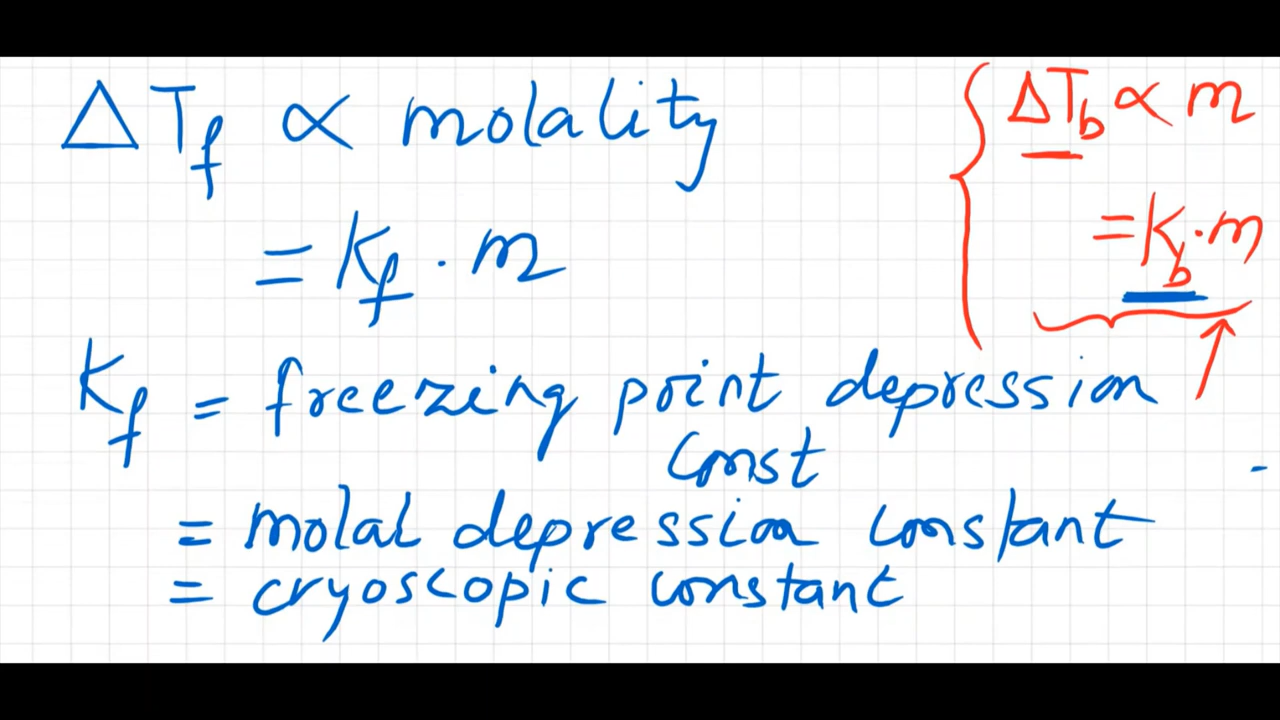 ΔTf ∝ molality
= Kf · m
ΔTb ∝ m
= Kb · m
Kf = freezing point depression
const
= molal depression constant
= cryoscopic constant